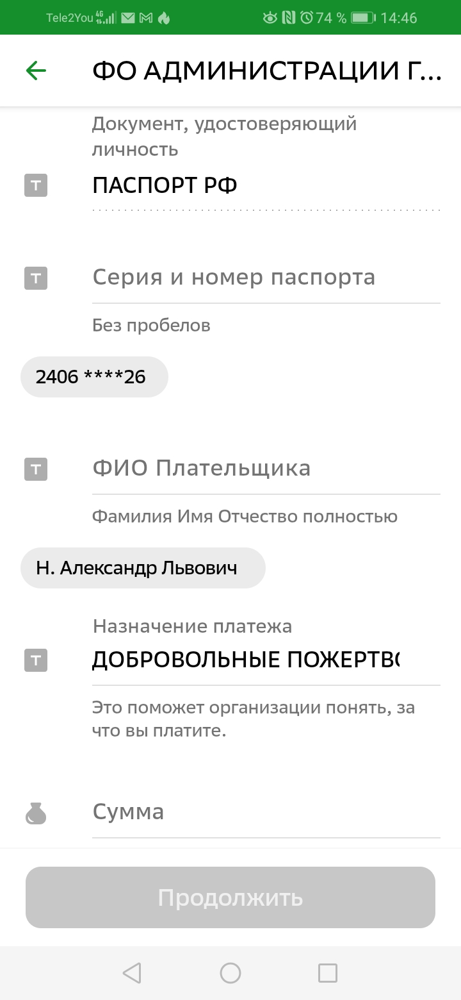 Tele2You 4G 74 % 14:46
ФО АДМИНИСТРАЦИИ Г...
Документ, удостоверяющий
личность
T ПАСПОРТ РФ
T Серия и номер паспорта
Без пробелов
2406 ****26
T ФИО Плательщика
Фамилия Имя Отчество полностью
Н. Александр Львович
Назначение платежа
T ДОБРОВОЛЬНЫЕ ПОЖЕРТВО
Это поможет организации понять, за
что вы платите.
Сумма
Продолжить